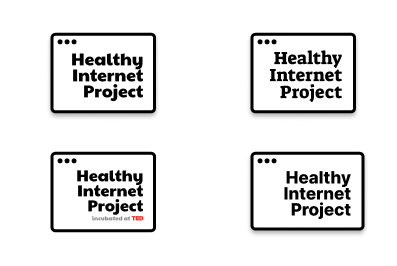 Healthy
Internet
Project
Healthy
Internet
Project
Healthy
Internet
Project
incubated at TED
Healthy
Internet
Project